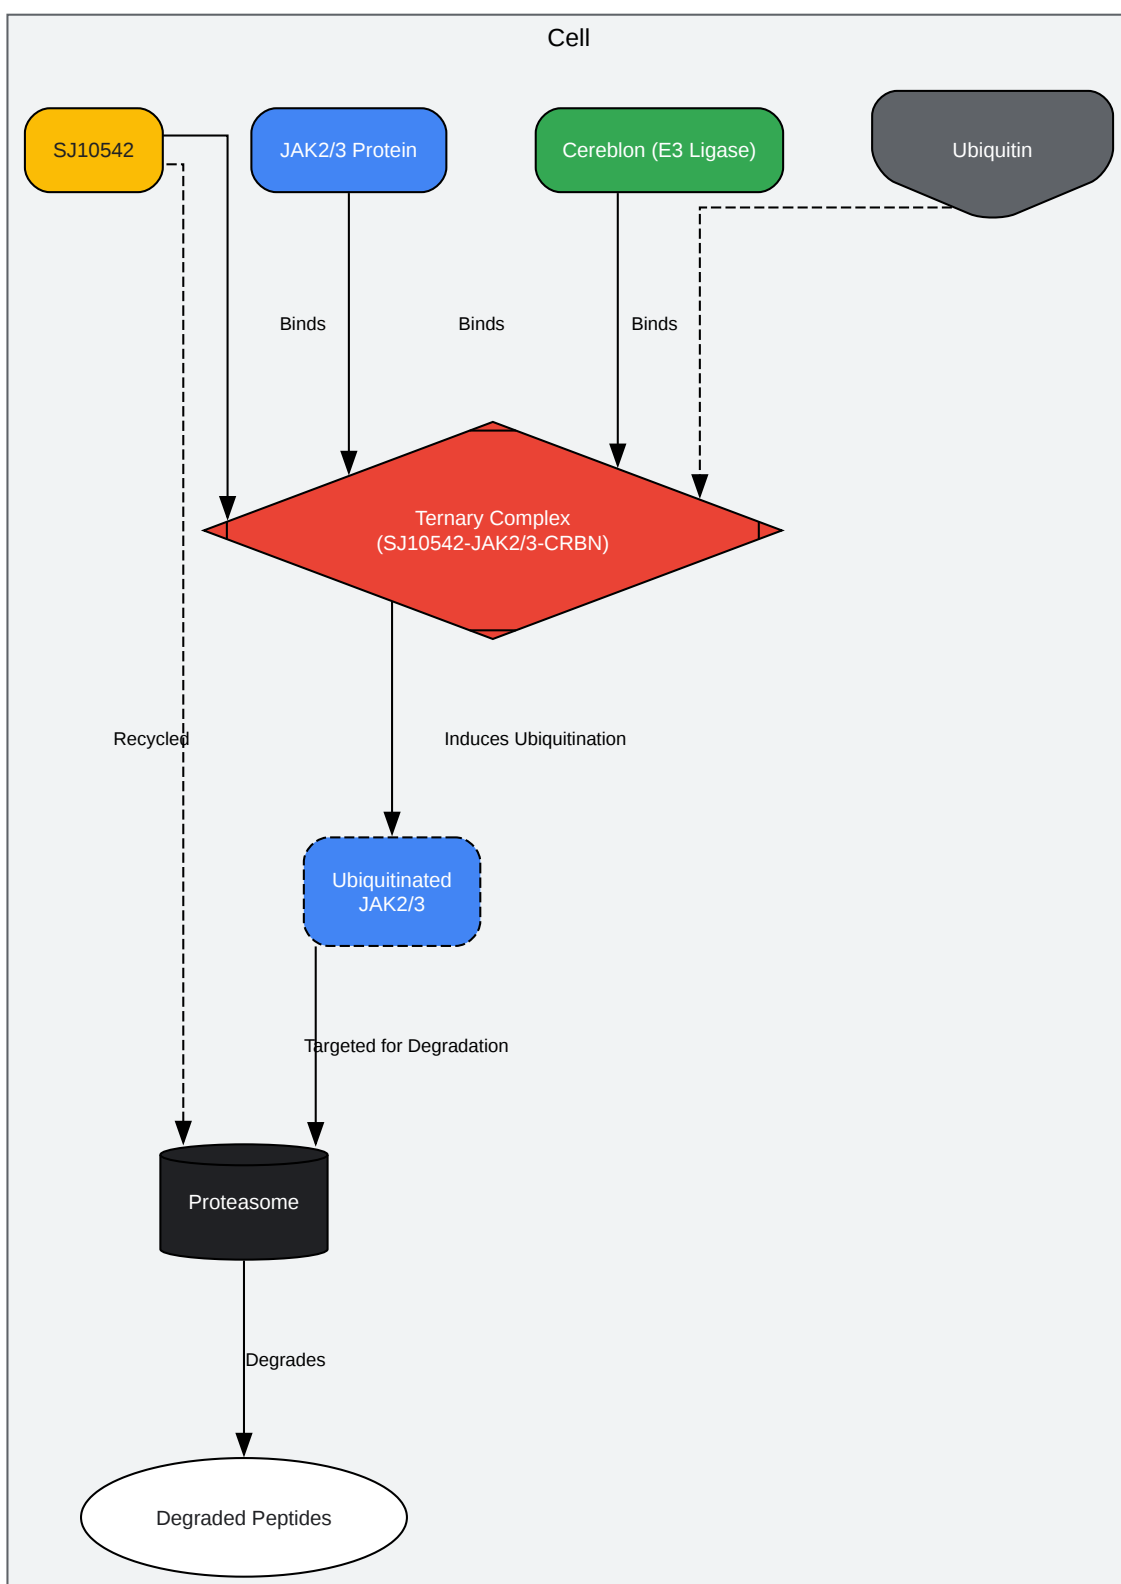 Cell
SJ10542
JAK2/3 Protein
Cereblon (E3 Ligase)
Ubiquitin
Binds
Binds
Binds
Ternary Complex
(SJ10542-JAK2/3-CRBN)
Recycled
Induces Ubiquitination
Ubiquitinated
JAK2/3
Targeted for Degradation
Proteasome
Degrades
Degraded Peptides